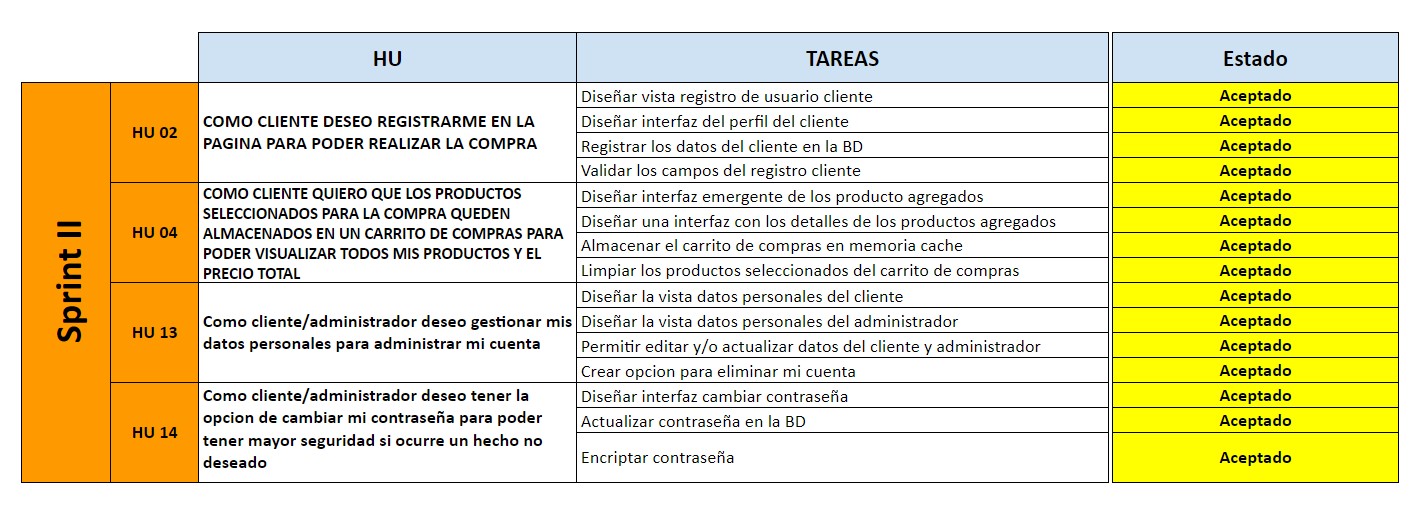 HU
TAREAS
Estado
Sprint II
HU 02
COMO CLIENTE DESEO REGISTRARME EN LA
PAGINA PARA PODER REALIZAR LA COMPRA
Diseñar vista registro de usuario cliente
Aceptado
Diseñar interfaz del perfil del cliente
Aceptado
Registrar los datos del cliente en la BD
Aceptado
Validar los campos del registro cliente
Aceptado
HU 04
COMO CLIENTE QUIERO QUE LOS PRODUCTOS
SELECCIONADOS PARA LA COMPRA QUEDEN
ALMACENADOS EN UN CARRITO DE COMPRAS PARA
PODER VISUALIZAR TODOS MIS PRODUCTOS Y EL
PRECIO TOTAL
Diseñar interfaz emergente de los producto agregados
Aceptado
Diseñar una interfaz con los detalles de los productos agregados
Aceptado
Almacenar el carrito de compras en memoria cache
Aceptado
Limpiar los productos seleccionados del carrito de compras
Aceptado
HU 13
Como cliente/administrador deseo gestionar mis
datos personales para administrar mi cuenta
Diseñar la vista datos personales del cliente
Aceptado
Diseñar la vista datos personales del administrador
Aceptado
Permitir editar y/o actualizar datos del cliente y administrador
Aceptado
Crear opcion para eliminar mi cuenta
Aceptado
HU 14
Como cliente/administrador deseo tener la
opcion de cambiar mi contraseña para poder
tener mayor seguridad si ocurre un hecho no
deseado
Diseñar interfaz cambiar contraseña
Aceptado
Actualizar contraseña en la BD
Aceptado
Encriptar contraseña
Aceptado